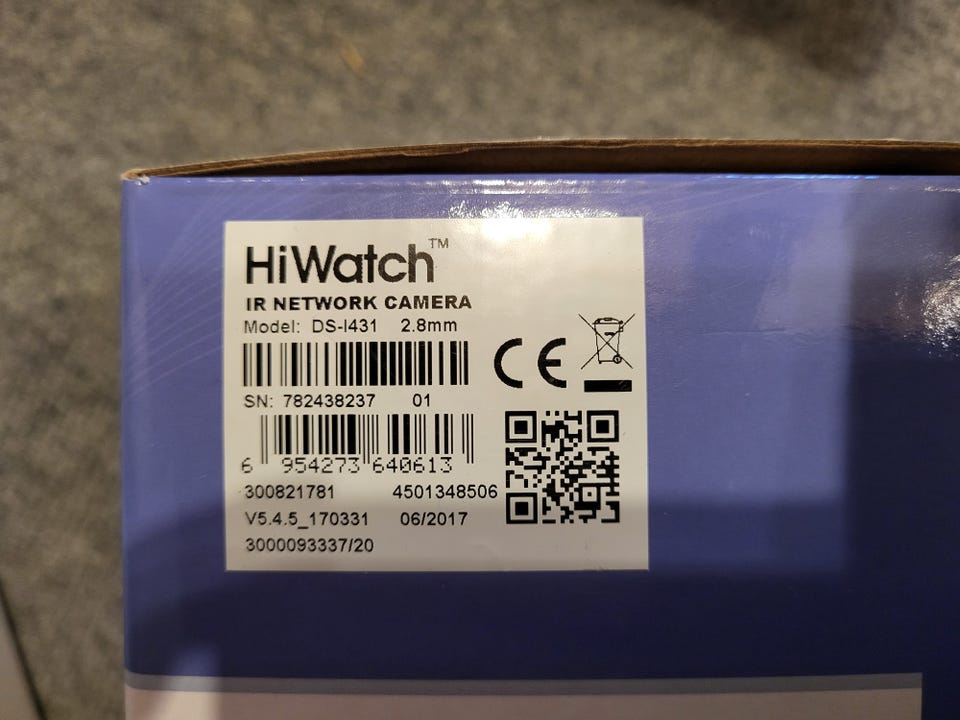 HiWatch™
IR NETWORK CAMERA
Model: DS-I431 2.8mm
SN: 782438237 01
6 954273 640613
300821781 4501348506
V5.4.5_170331 06/2017
3000093337/20
CE